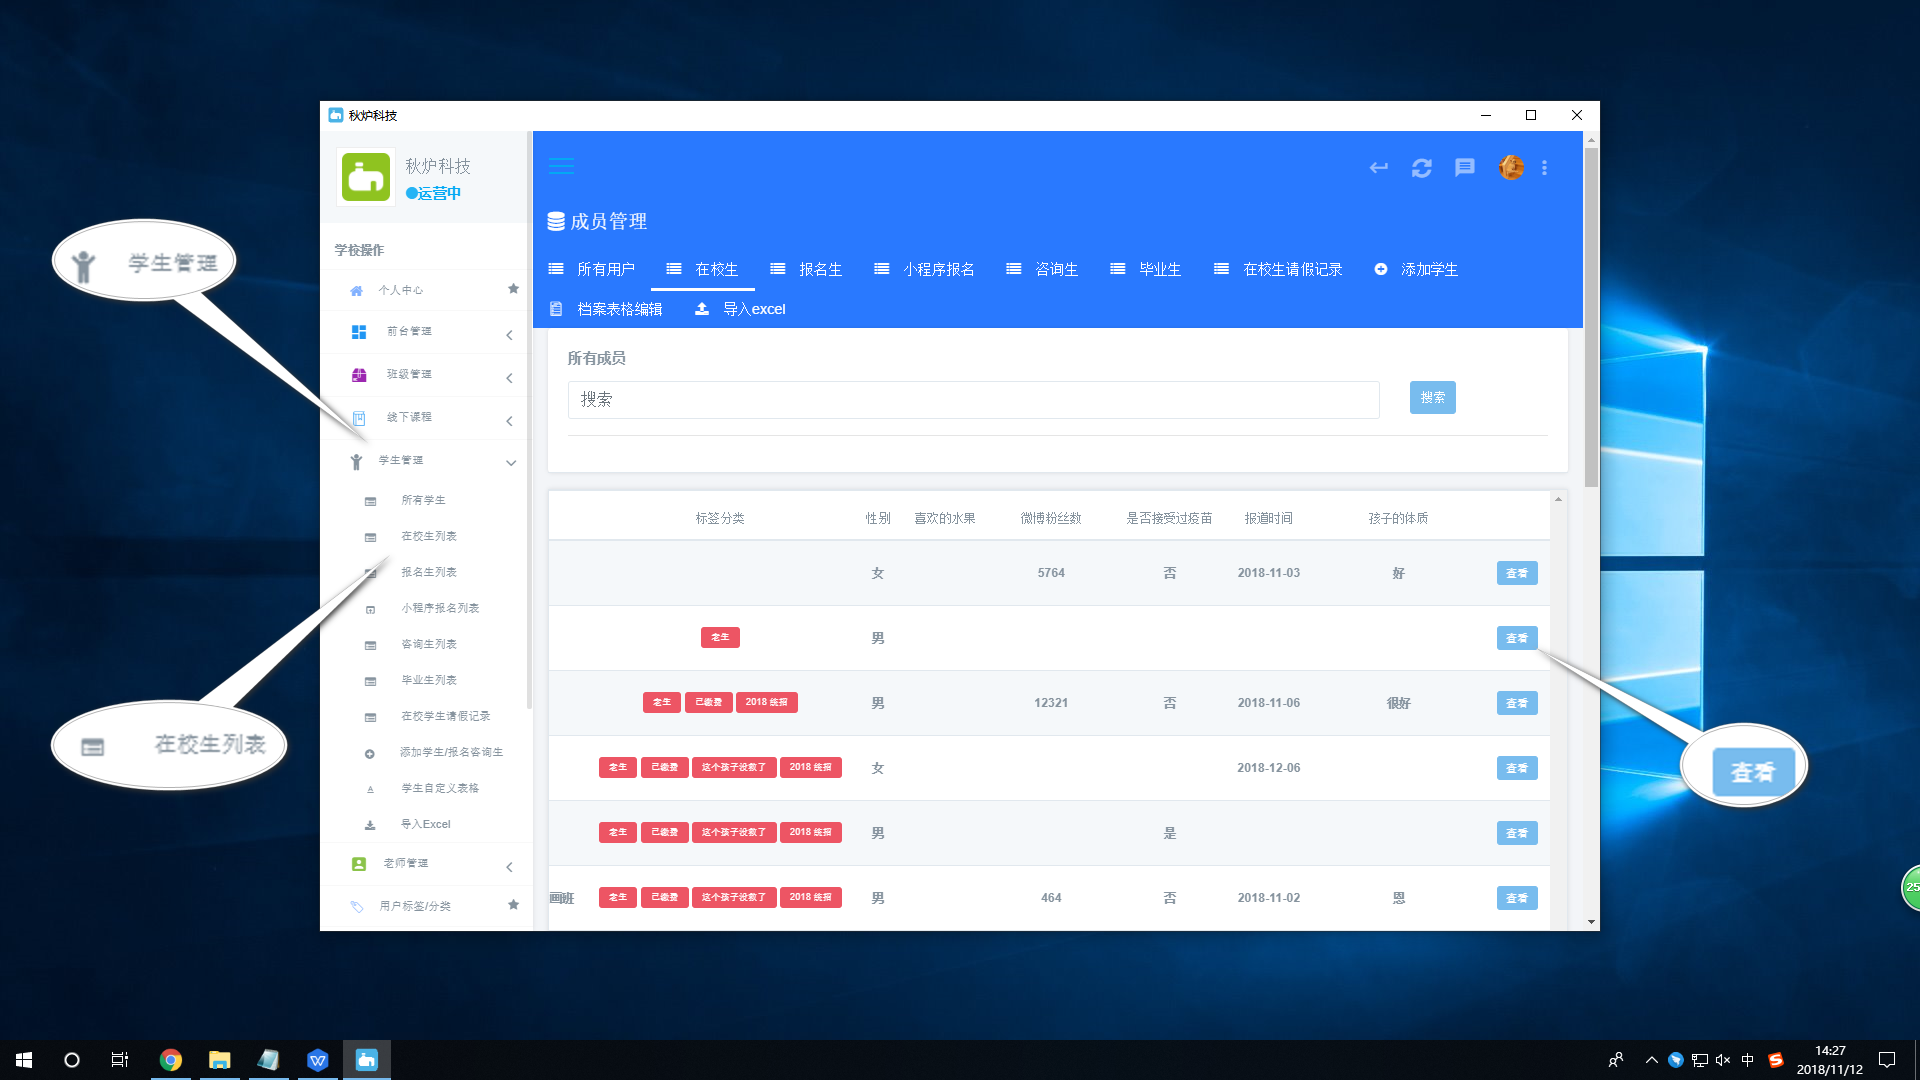 秋炉科技
秋炉科技
运营中
学校操作
个人中心
前台管理
班级管理
线下课程
学生管理
所有学生
在校生列表
报名生列表
小程序报名列表
咨询生列表
毕业生列表
在校学生请假记录
添加学生/报名咨询生
学生自定义表格
导入Excel
老师管理
用户标签/分类
学生管理
在校生列表
成员管理
所有用户 在校生 报名生 小程序报名 咨询生 毕业生 在校生请假记录 添加学生
档案表格编辑 导入excel
所有成员
搜索 搜索
标签分类 性别 喜欢的水果 微博粉丝数 是否接受过疫苗 报道时间 孩子的体质
女 5764 否 2018-11-03 好 查看
老生 男 查看
老生 已缴费 2018 统招 男 12321 否 2018-11-06 很好 查看
老生 已缴费 这个孩子没救了 2018 统招 女 2018-12-06 查看
老生 已缴费 这个孩子没救了 2018 统招 男 是 查看
画班 老生 已缴费 这个孩子没救了 2018 统招 男 464 否 2018-11-02 恩 查看
查看
25
中
14:27
2018/11/12